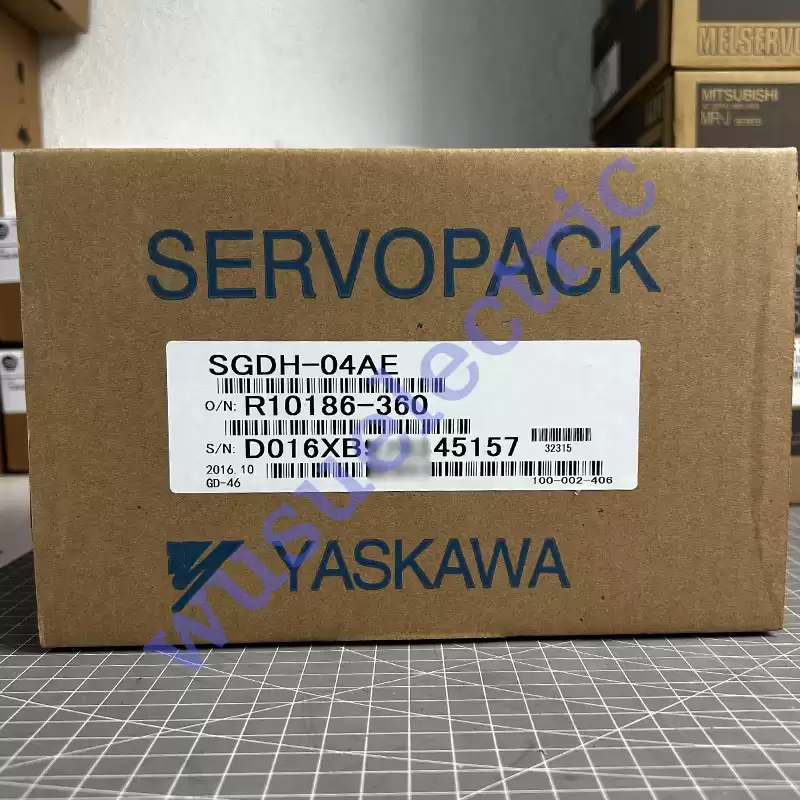 MELSERVO
MITSUBISHI
MR-J
SERVOPACK
SGDH-04AE
O/N: R10186-360
S/N: D016XB 45157
32315
2016.10
GD-46
100-002-406
YASKAWA
wusuelectric